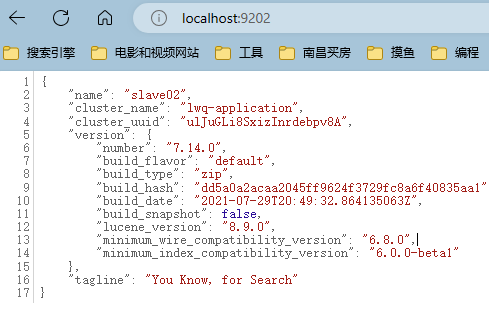 localhost:9202
搜索引擎 电影和视频网站 工具 南昌买房 摸鱼 编程
1 {
2 "name": "slave02",
3 "cluster_name": "lwq-application",
4 "cluster_uuid": "ulJuGLi8SxizInrdebpv8A",
5 "version": {
6 "number": "7.14.0",
7 "build_flavor": "default",
8 "build_type": "zip",
9 "build_hash": "dd5a0a2acaa2045ff9624f3729fc8a6f40835aa1"
10 "build_date": "2021-07-29T20:49:32.864135063Z",
11 "build_snapshot": false,
12 "lucene_version": "8.9.0",
13 "minimum_wire_compatibility_version": "6.8.0",
14 "minimum_index_compatibility_version": "6.0.0-beta1"
15 },
16 "tagline": "You Know, for Search"
17 }